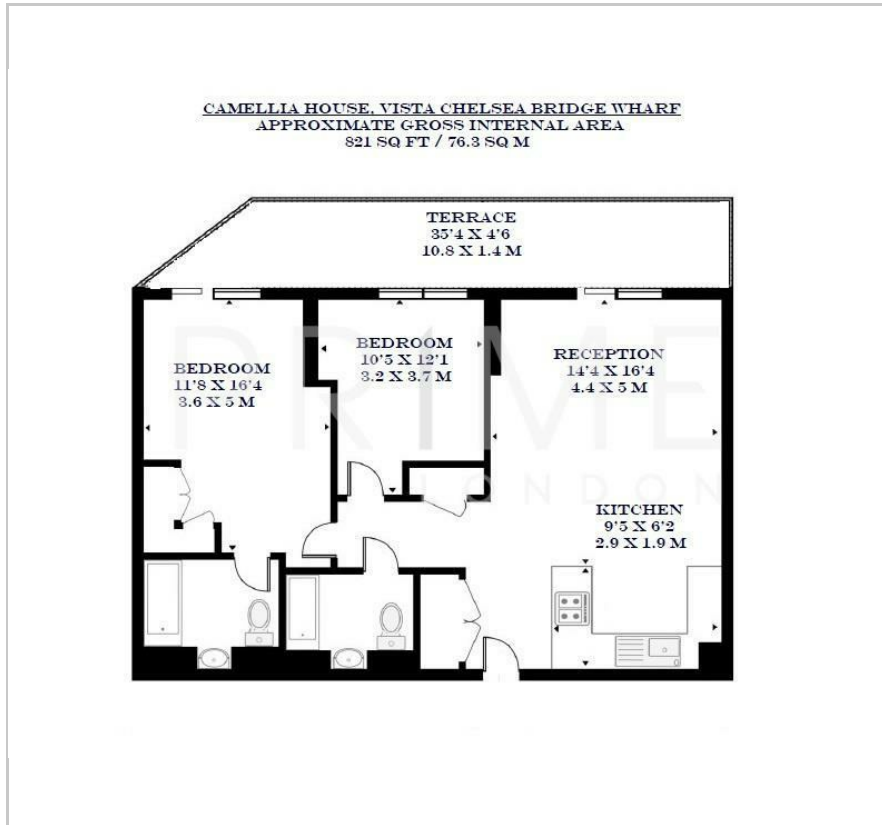 CAMELLIA HOUSE, VISTA CHELSEA BRIDGE WHARF
APPROXIMATE GROSS INTERNAL AREA
821 SQ FT / 76.3 SQ M
TERRACE
35'4 X 4'6
10.8 X 1.4 M
BEDROOM
11'8 X 16'4
3.6 X 5 M
BEDROOM
10'5 X 12'1
3.2 X 3.7 M
RECEPTION
14'4 X 16'4
4.4 X 5 M
KITCHEN
9'5 X 6'2
2.9 X 1.9 M
PRIME
LONDON